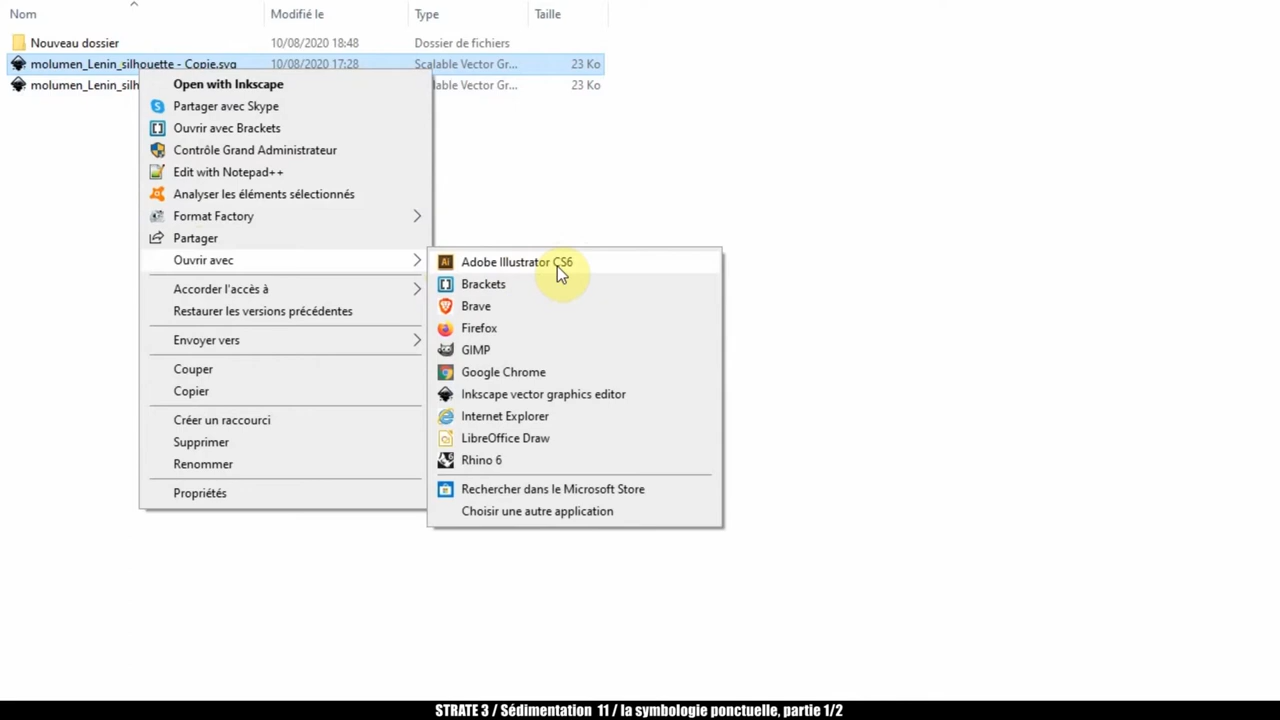 Nom Modifié le Type Taille
Nouveau dossier 10/08/2020 18:48 Dossier de fichiers
molumen_Lenin_silhouette - Copie.svg 10/08/2020 17:28 Scalable Vector Gr... 23 Ko
molumen_Lenin_silh lable Vector Gr... 23 Ko
Open with Inkscape
Partager avec Skype
Ouvrir avec Brackets
Contrôle Grand Administrateur
Edit with Notepad++
Analyser les éléments sélectionnés
Format Factory
Partager
Ouvrir avec
Accorder l'accès à
Restaurer les versions précédentes
Envoyer vers
Couper
Copier
Créer un raccourci
Supprimer
Renommer
Propriétés
Adobe Illustrator CS6
Brackets
Brave
Firefox
GIMP
Google Chrome
Inkscape vector graphics editor
Internet Explorer
LibreOffice Draw
Rhino 6
Rechercher dans le Microsoft Store
Choisir une autre application
STRATE 3 / Sédimentation 11 / la symbologie ponctuelle, partie 1/2